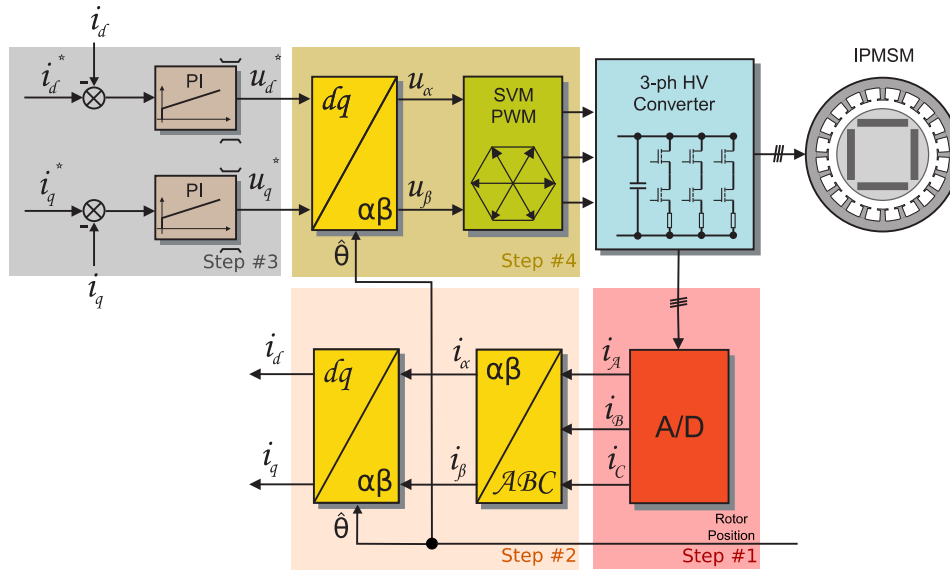 i_d
i_d*
PI
u_d*
i_q*
PI
u_q*
i_q
Step #3
dq
αβ
u_α
u_β
θ̂
SVM
PWM
Step #4
3-ph HV
Converter
IPMSM
i_d
i_q
dq
αβ
θ̂
i_α
i_β
αβ
ABC
Step #2
i_A
i_B
i_C
A/D
Rotor
Position
Step #1